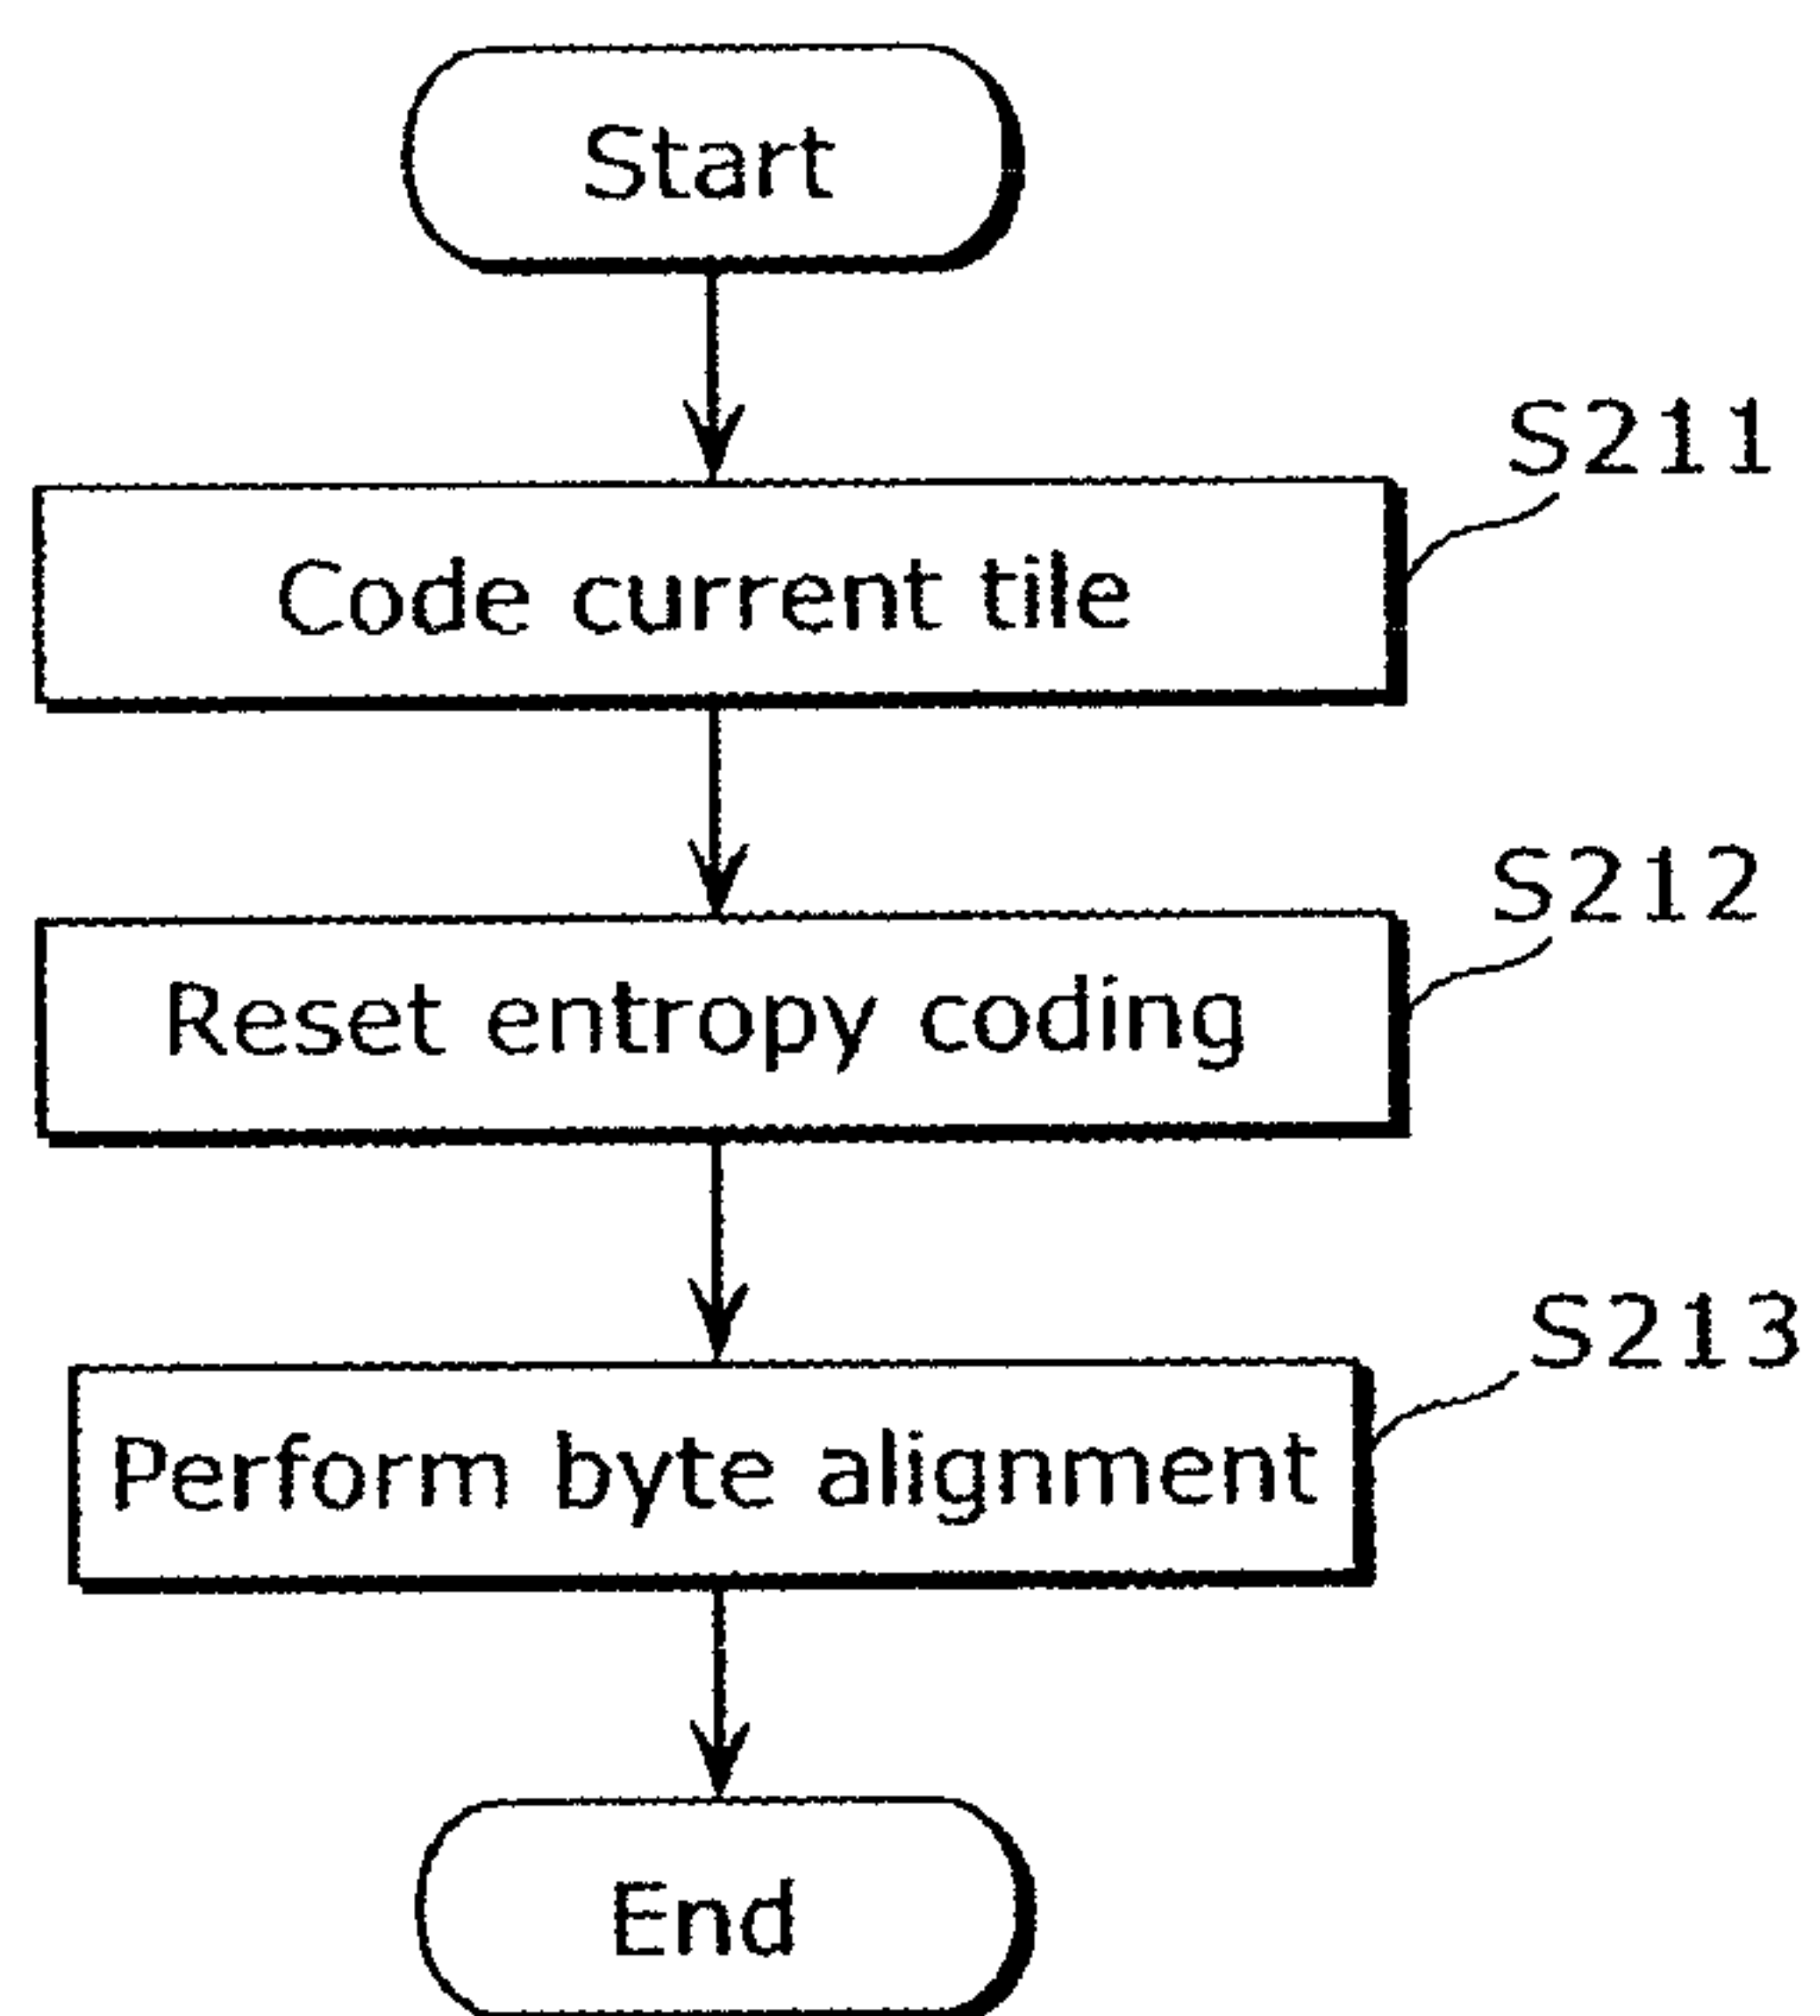 Start
S211
Code current tile
S212
Reset entropy coding
S213
Perform byte alignment
End